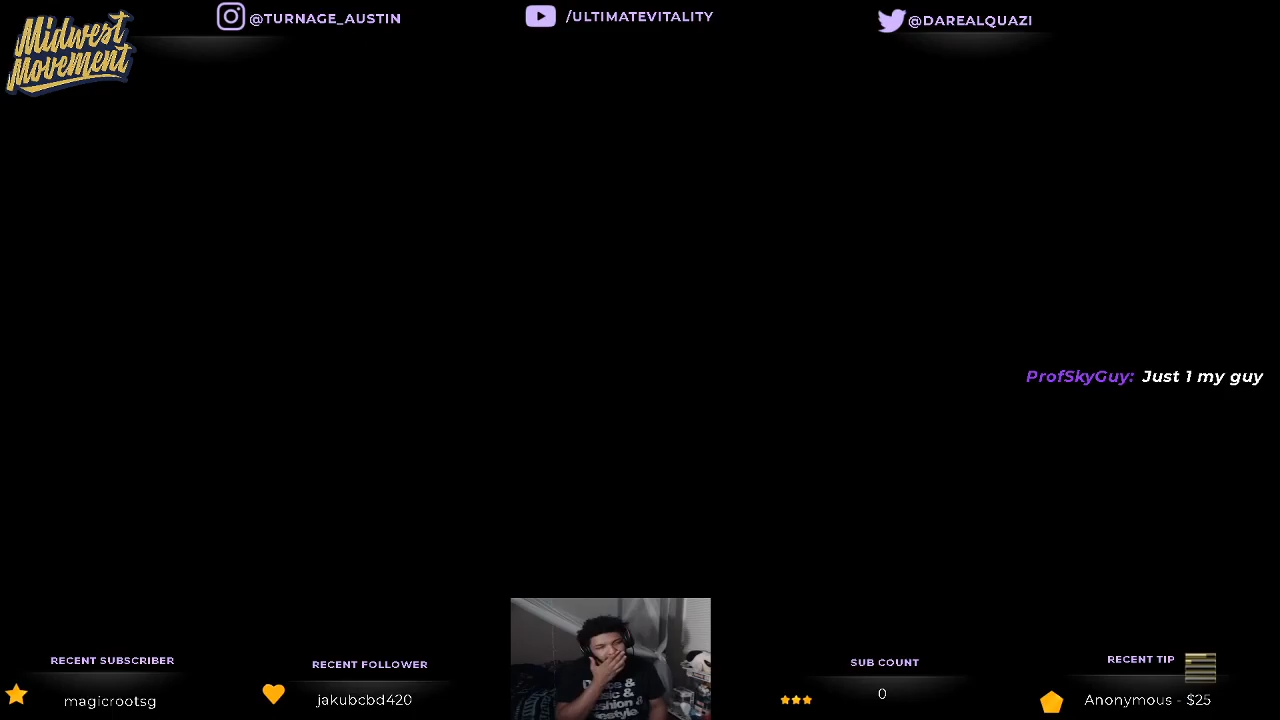 Midwest
Movement
@TURNAGE_AUSTIN
/ULTIMATEVITALITY
@DAREALQUAZI
ProfSkyGuy: Just 1 my guy
RECENT SUBSCRIBER
magicrootsg
RECENT FOLLOWER
jakubcbd420
SUB COUNT
0
RECENT TIP
Anonymous - $25